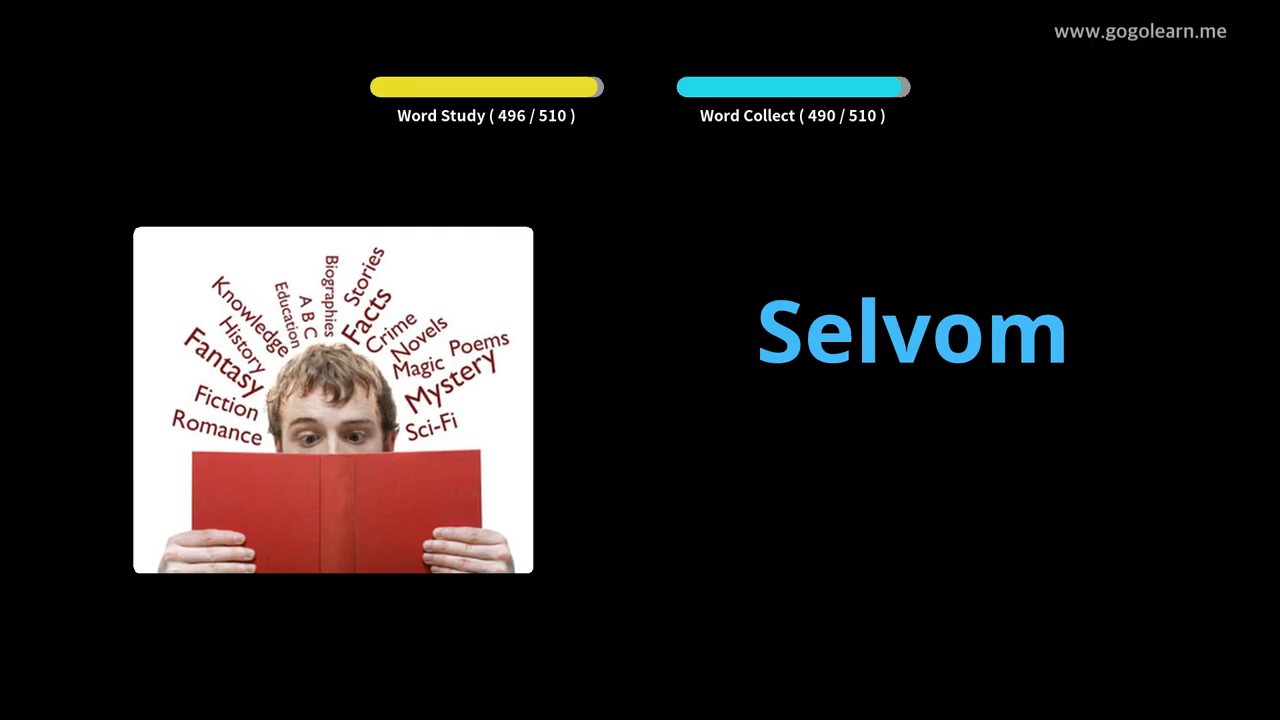 www.gogolearn.me
Word Study ( 496 / 510 )
Word Collect ( 490 / 510 )
Selvom
Romance
Fiction
Fantasy
History
Knowledge
Education
A B C
Biographies
Stories
Facts
Crime
Novels
Magic
Poems
Mystery
Sci-Fi